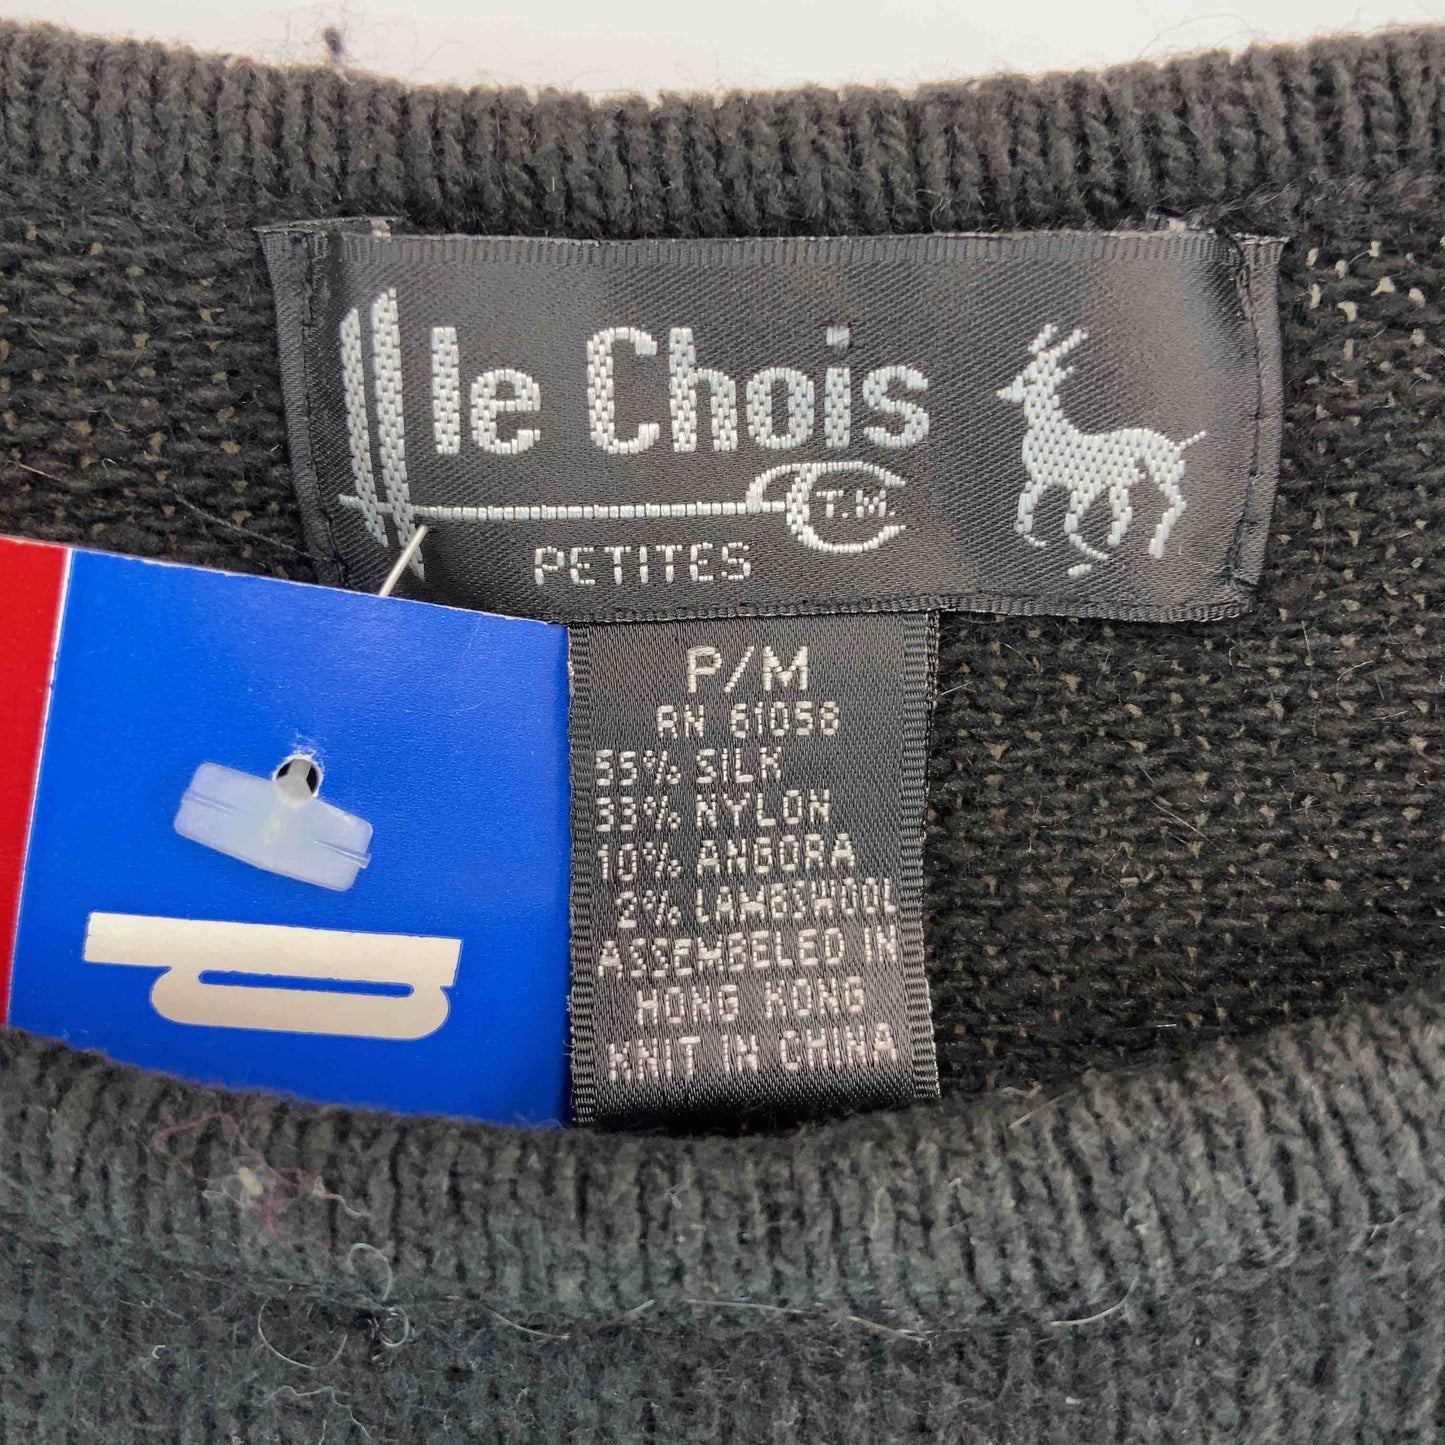 le Chois
T.M.
PETITES
P/M
RN 61058
55% SILK
33% NYLON
10% ANGORA
2% LAMBSWOOL
ASSEMBELED IN
HONG KONG
KNIT IN CHINA